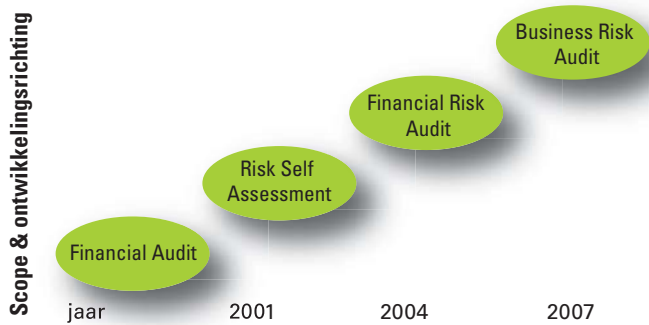 Scope & ontwikkelingsrichting
Business Risk
Audit
Financial Risk
Audit
Risk Self
Assessment
Financial Audit
jaar
2001
2004
2007